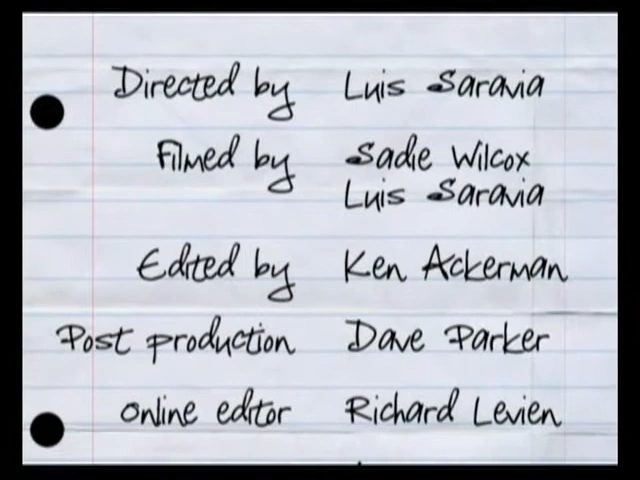 Directed by Luis Saravia
Filmed by Sadie Wilcox
Luis Saravia
Edited by Ken Ackerman
Post production Dave Parker
online editor Richard Levien